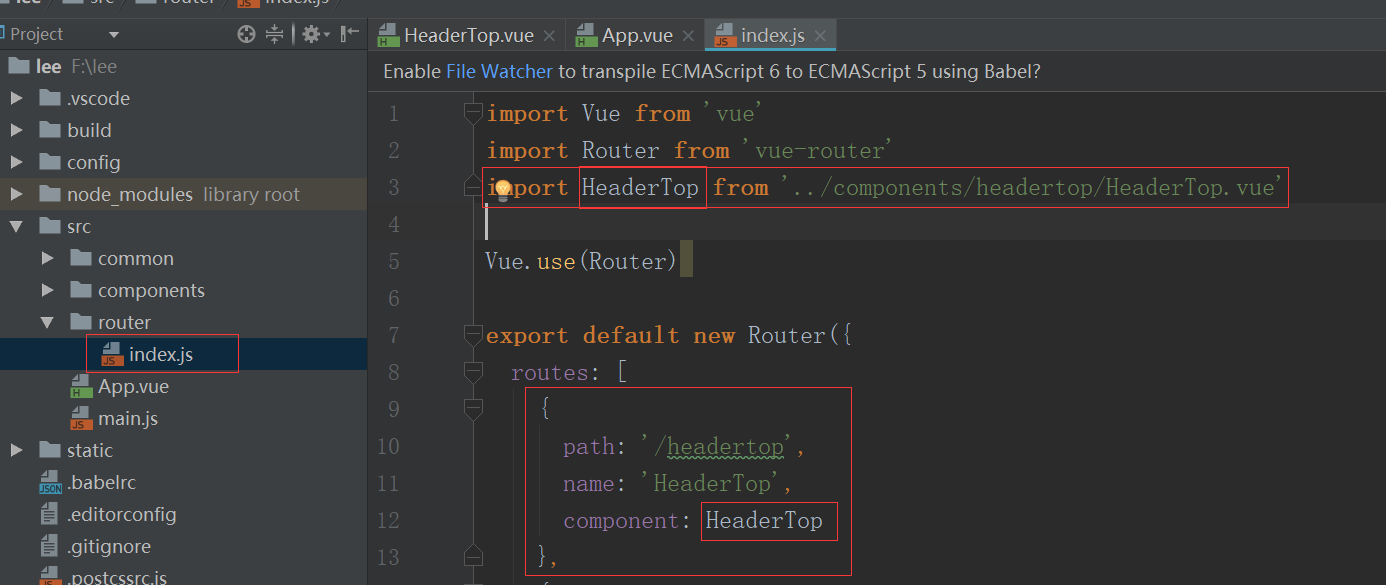 lee src router index.js
Project
HeaderTop.vue App.vue index.js
lee F:\lee
Enable File Watcher to transpile ECMAScript 6 to ECMAScript 5 using Babel?
.vscode
build
config
node_modules library root
src
common
components
router
index.js
App.vue
main.js
static
.babelrc
.editorconfig
.gitignore
.postcssrc.js
1 import Vue from 'vue'
2 import Router from 'vue-router'
3 import HeaderTop from '../components/headertop/HeaderTop.vue'
4
5 Vue.use(Router)
6
7 export default new Router({
8 routes: [
9 {
10 path: '/headertop',
11 name: 'HeaderTop',
12 component: HeaderTop
13 },
{